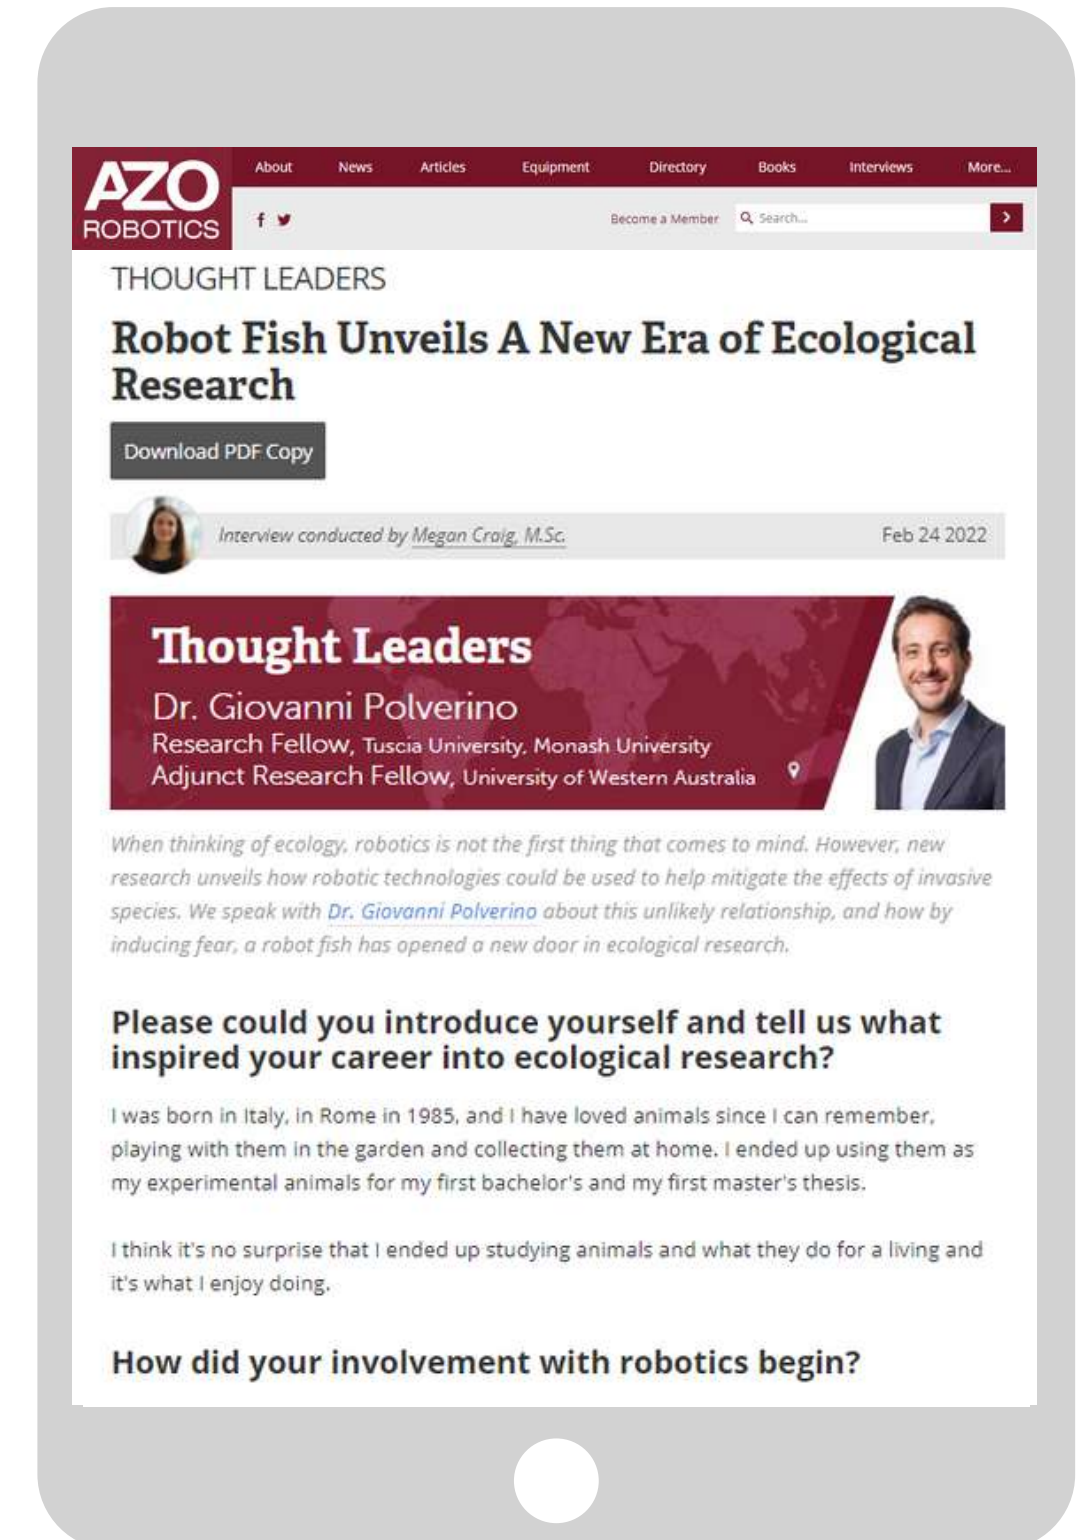 AZO
ROBOTICS
About News Articles Equipment Directory Books Interviews More...
Become a Member Search...
THOUGHT LEADERS
Robot Fish Unveils A New Era of Ecological
Research
Download PDF Copy
Interview conducted by Megan Craig, M.Sc. Feb 24 2022
Thought Leaders
Dr. Giovanni Polverino
Research Fellow, Tuscia University, Monash University
Adjunct Research Fellow, University of Western Australia
When thinking of ecology, robotics is not the first thing that comes to mind. However, new
research unveils how robotic technologies could be used to help mitigate the effects of invasive
species. We speak with Dr. Giovanni Polverino about this unlikely relationship, and how by
inducing fear, a robot fish has opened a new door in ecological research.
Please could you introduce yourself and tell us what
inspired your career into ecological research?
I was born in Italy, in Rome in 1985, and I have loved animals since I can remember,
playing with them in the garden and collecting them at home. I ended up using them as
my experimental animals for my first bachelor's and my first master's thesis.
I think it's no surprise that I ended up studying animals and what they do for a living and
it's what I enjoy doing.
How did your involvement with robotics begin?